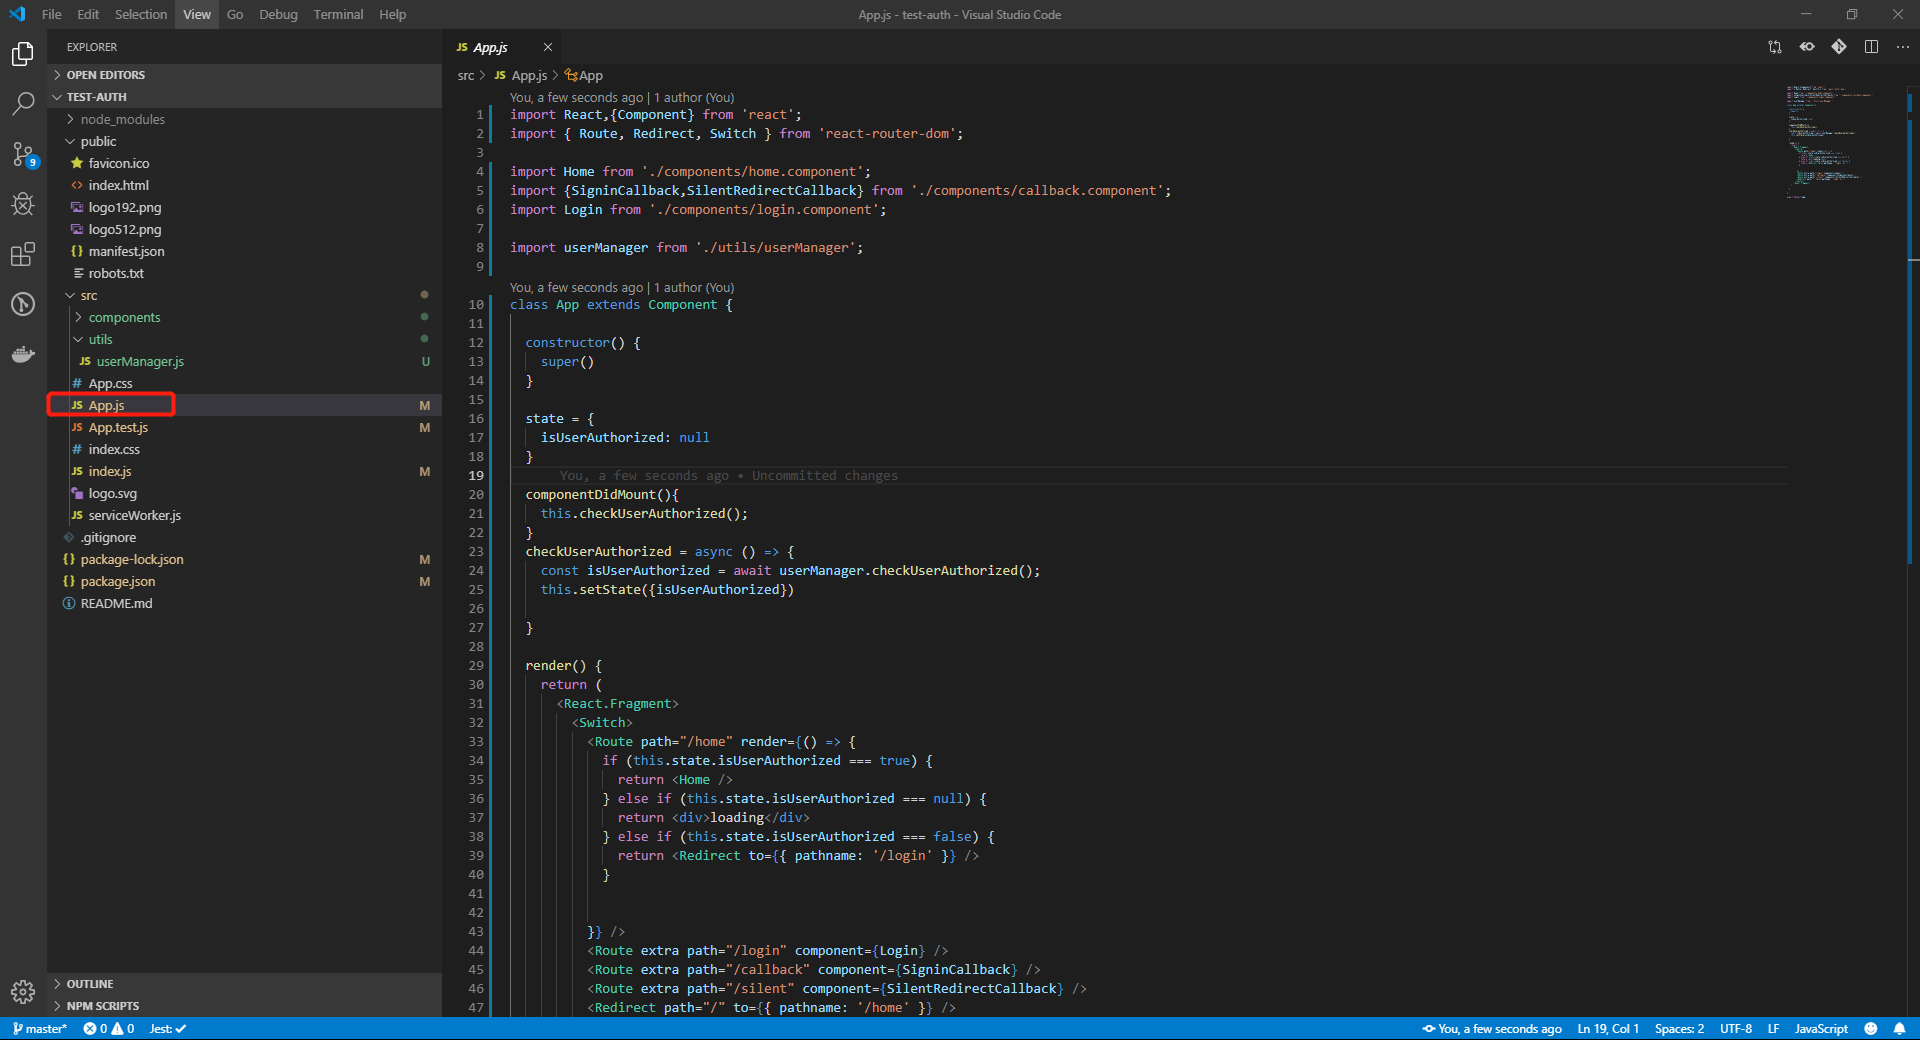 File Edit Selection View Go Debug Terminal Help
App.js - test-auth - Visual Studio Code
EXPLORER
OPEN EDITORS
TEST-AUTH
node_modules
public
favicon.ico
index.html
logo192.png
logo512.png
manifest.json
robots.txt
src
components
utils
JS userManager.js U
# App.css
JS App.js M
JS App.test.js M
# index.css
JS index.js M
logo.svg
JS serviceWorker.js
.gitignore
{} package-lock.json M
{} package.json M
README.md
OUTLINE
NPM SCRIPTS
9
JS App.js
src > JS App.js > App
You, a few seconds ago | 1 author (You)
1 import React,{Component} from 'react';
2 import { Route, Redirect, Switch } from 'react-router-dom';
3
4 import Home from './components/home.component';
5 import {SigninCallback,SilentRedirectCallback} from './components/callback.component';
6 import Login from './components/login.component';
7
8 import userManager from './utils/userManager';
9
You, a few seconds ago | 1 author (You)
10 class App extends Component {
11
12 constructor() {
13 super()
14 }
15
16 state = {
17 isUserAuthorized: null
18 }
19 You, a few seconds ago • Uncommitted changes
20 componentDidMount(){
21 this.checkUserAuthorized();
22 }
23 checkUserAuthorized = async () => {
24 const isUserAuthorized = await userManager.checkUserAuthorized();
25 this.setState({isUserAuthorized})
26
27 }
28
29 render() {
30 return (
31 <React.Fragment>
32 <Switch>
33 <Route path="/home" render={() => {
34 if (this.state.isUserAuthorized === true) {
35 return <Home />
36 } else if (this.state.isUserAuthorized === null) {
37 return <div>loading</div>
38 } else if (this.state.isUserAuthorized === false) {
39 return <Redirect to={{ pathname: '/login' }} />
40 }
41
42
43 }} />
44 <Route extra path="/login" component={Login} />
45 <Route extra path="/callback" component={SigninCallback} />
46 <Route extra path="/silent" component={SilentRedirectCallback} />
47 <Redirect path="/" to={{ pathname: '/home' }} />
master* 0 0 Jest: ✓
You, a few seconds ago Ln 19, Col 1 Spaces: 2 UTF-8 LF JavaScript